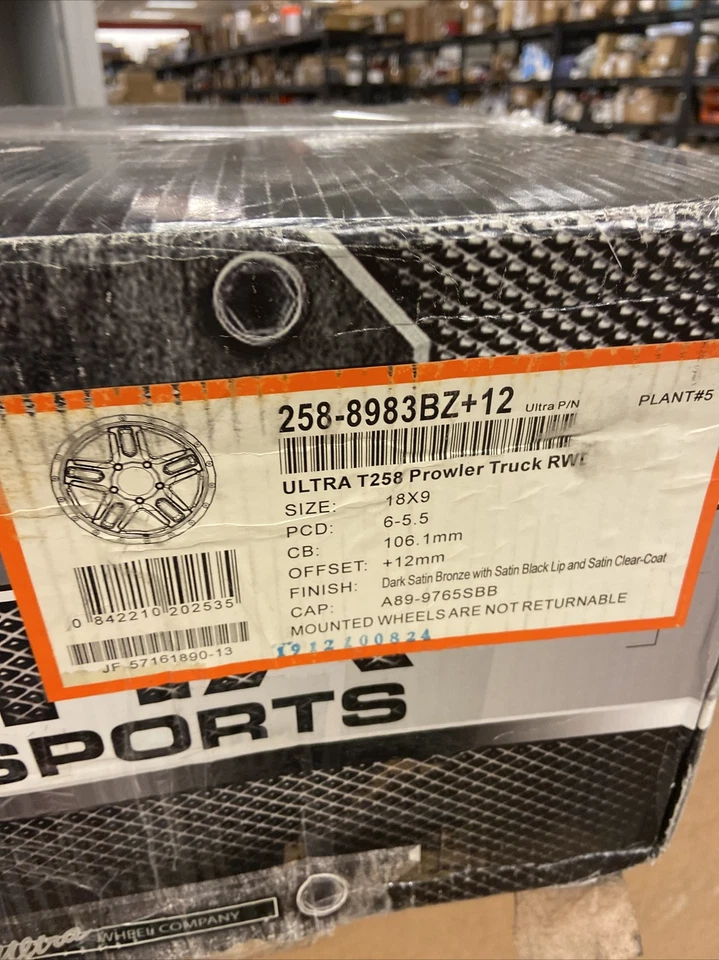 258-8983BZ+12 Ultra P/N PLANT#5
ULTRA T258 Prowler Truck RWL
SIZE: 18X9
PCD: 6-5.5
CB: 106.1mm
OFFSET: +12mm
FINISH: Dark Satin Bronze with Satin Black Lip and Satin Clear-Coat
CAP: A89-9765SBB
MOUNTED WHEELS ARE NOT RETURNABLE
0 842210 202535
JF 57161890-13
SPORTS
Ultra WHEEL COMPANY